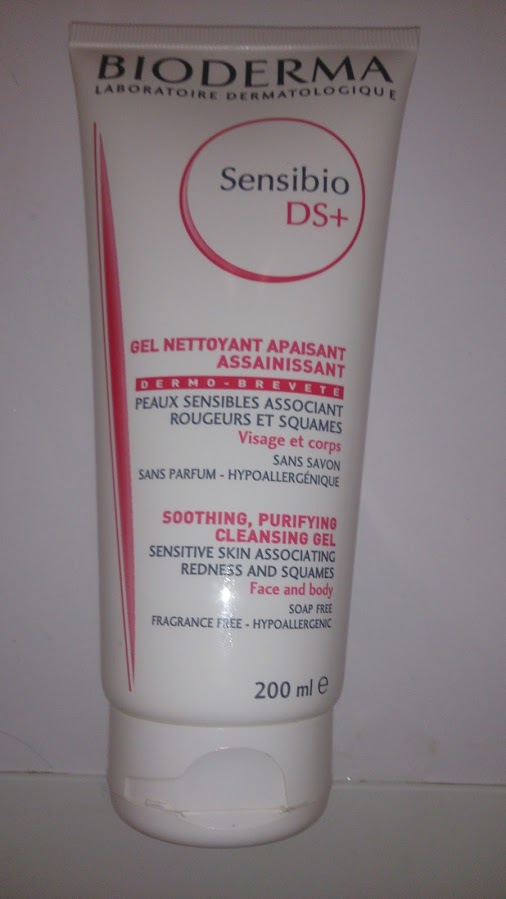 BIODERMA
LABORATOIRE DERMATOLOGIQUE
Sensibio
DS+
GEL NETTOYANT APAISANT
ASSAINISSANT
DERMO-BREVETE
PEAUX SENSIBLES ASSOCIANT
ROUGEURS ET SQUAMES
Visage et corps
SANS SAVON
SANS PARFUM - HYPOALLERGÉNIQUE
SOOTHING, PURIFYING
CLEANSING GEL
SENSITIVE SKIN ASSOCIATING
REDNESS AND SQUAMES
Face and body
SOAP FREE
FRAGRANCE FREE - HYPOALLERGENIC
200 ml e